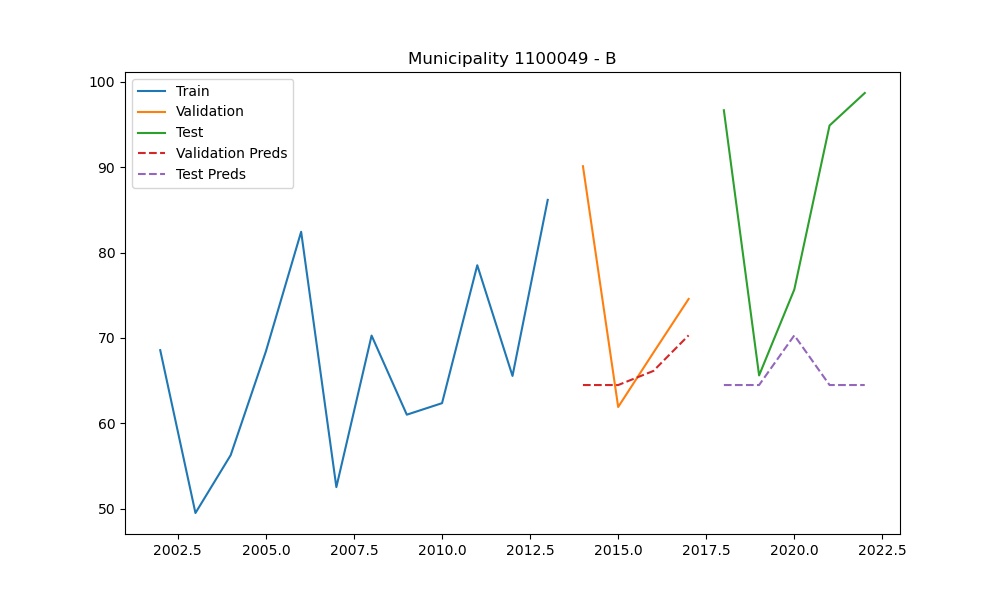 Municipality 1100049 - B
Train
Validation
Test
Validation Preds
Test Preds
100
90
80
70
60
50
2002.5 2005.0 2007.5 2010.0 2012.5 2015.0 2017.5 2020.0 2022.5